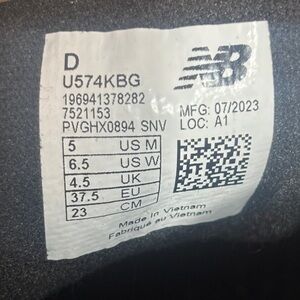 D
NB
U574KBG
196941378282
7521153
MFG: 07/2023
PVGHX0894 SNV
LOC: A1
5 US M
6.5 US W
4.5 UK
37.5 EU
23 CM
Made in Vietnam
Fabriqué au Vietnam